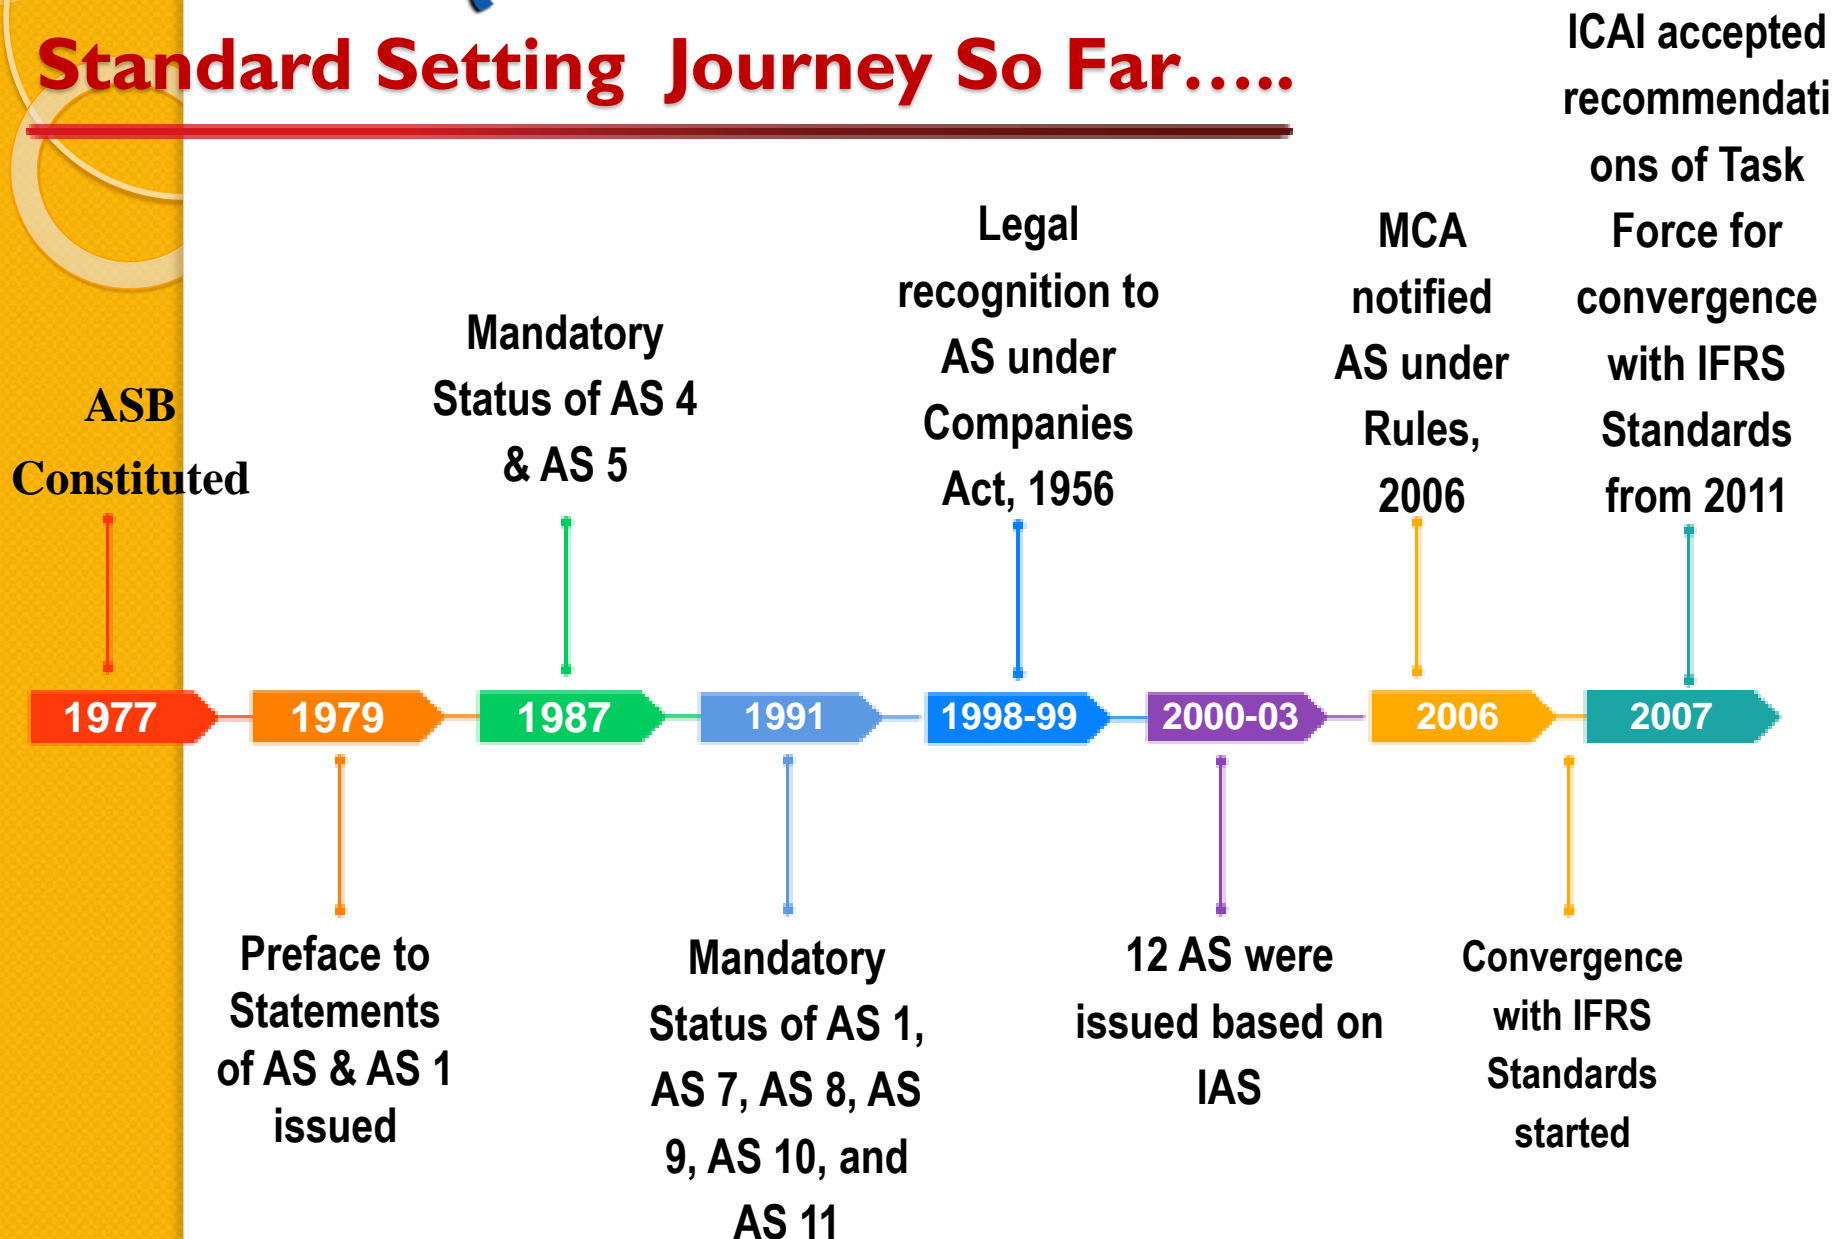 Standard Setting Journey So Far…..
ASB
Constituted
Mandatory
Status of AS 4
& AS 5
Legal
recognition to
AS under
Companies
Act, 1956
MCA
notified
AS under
Rules,
2006
ICAI accepted
recommendati
ons of Task
Force for
convergence
with IFRS
Standards
from 2011
1977
1979
1987
1991
1998-99
2000-03
2006
2007
Preface to
Statements
of AS & AS 1
issued
Mandatory
Status of AS 1,
AS 7, AS 8, AS
9, AS 10, and
AS 11
12 AS were
issued based on
IAS
Convergence
with IFRS
Standards
started